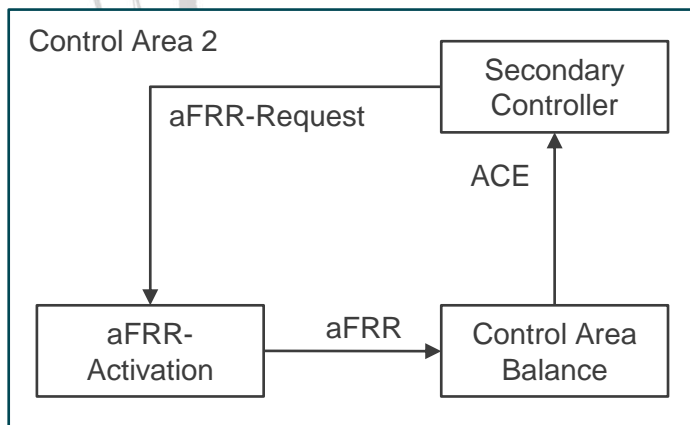 Control Area 2
Secondary
Controller
aFRR-Request
ACE
aFRR-
Activation
aFRR
Control Area
Balance